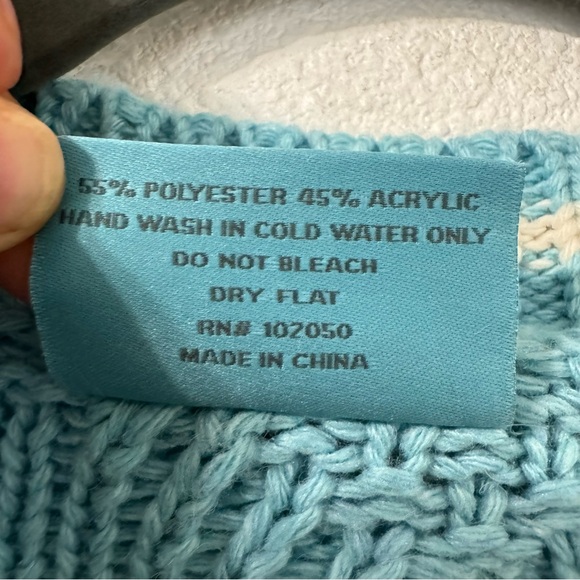 55% POLYESTER 45% ACRYLIC
HAND WASH IN COLD WATER ONLY
DO NOT BLEACH
DRY FLAT
RN# 102050
MADE IN CHINA